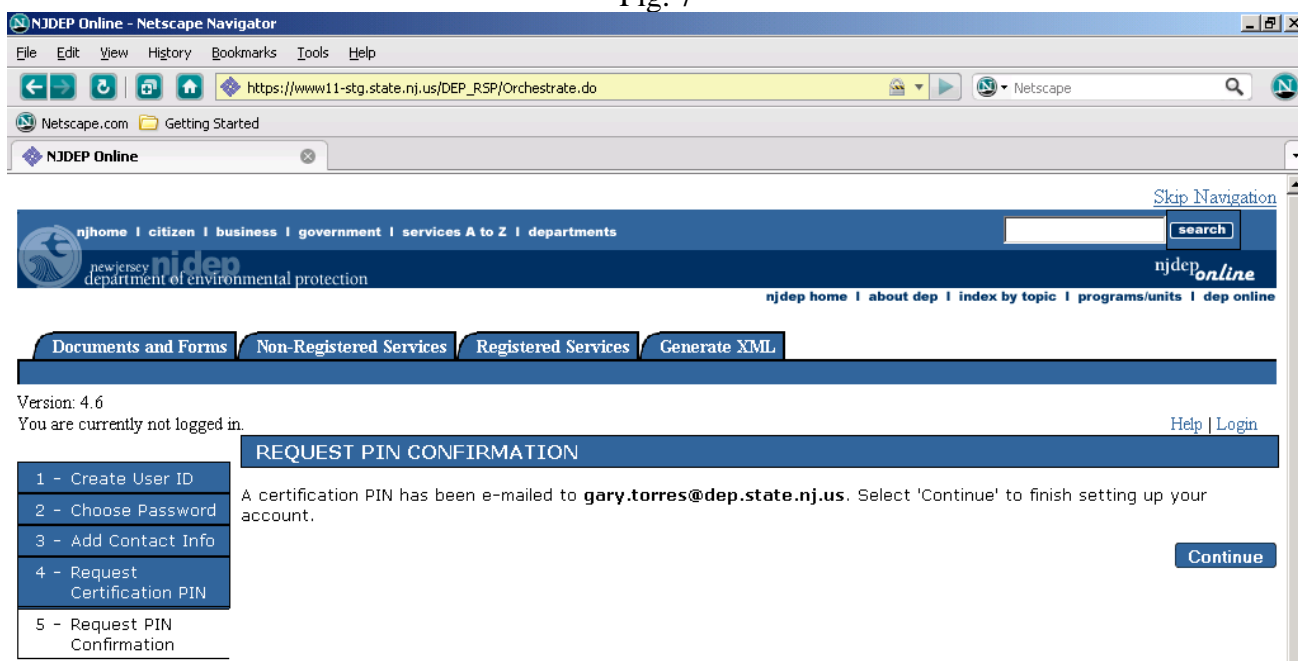 Fig. 7
NJDEP Online - Netscape Navigator
File Edit View History Bookmarks Tools Help
https://www11-stg.state.nj.us/DEP_RSP/Orchestrate.do
Netscape
Netscape.com Getting Started
NJDEP Online
Skip Navigation
njhome | citizen | business | government | services A to Z | departments
search
newjersey njdep
department of environmental protection
njdeponline
njdep home | about dep | index by topic | programs/units | dep online
Documents and Forms Non-Registered Services Registered Services Generate XML
Version: 4.6
You are currently not logged in.
Help | Login
REQUEST PIN CONFIRMATION
1 - Create User ID
2 - Choose Password
3 - Add Contact Info
4 - Request
Certification PIN
5 - Request PIN
Confirmation
A certification PIN has been e-mailed to gary.torres@dep.state.nj.us. Select 'Continue' to finish setting up your
account.
Continue